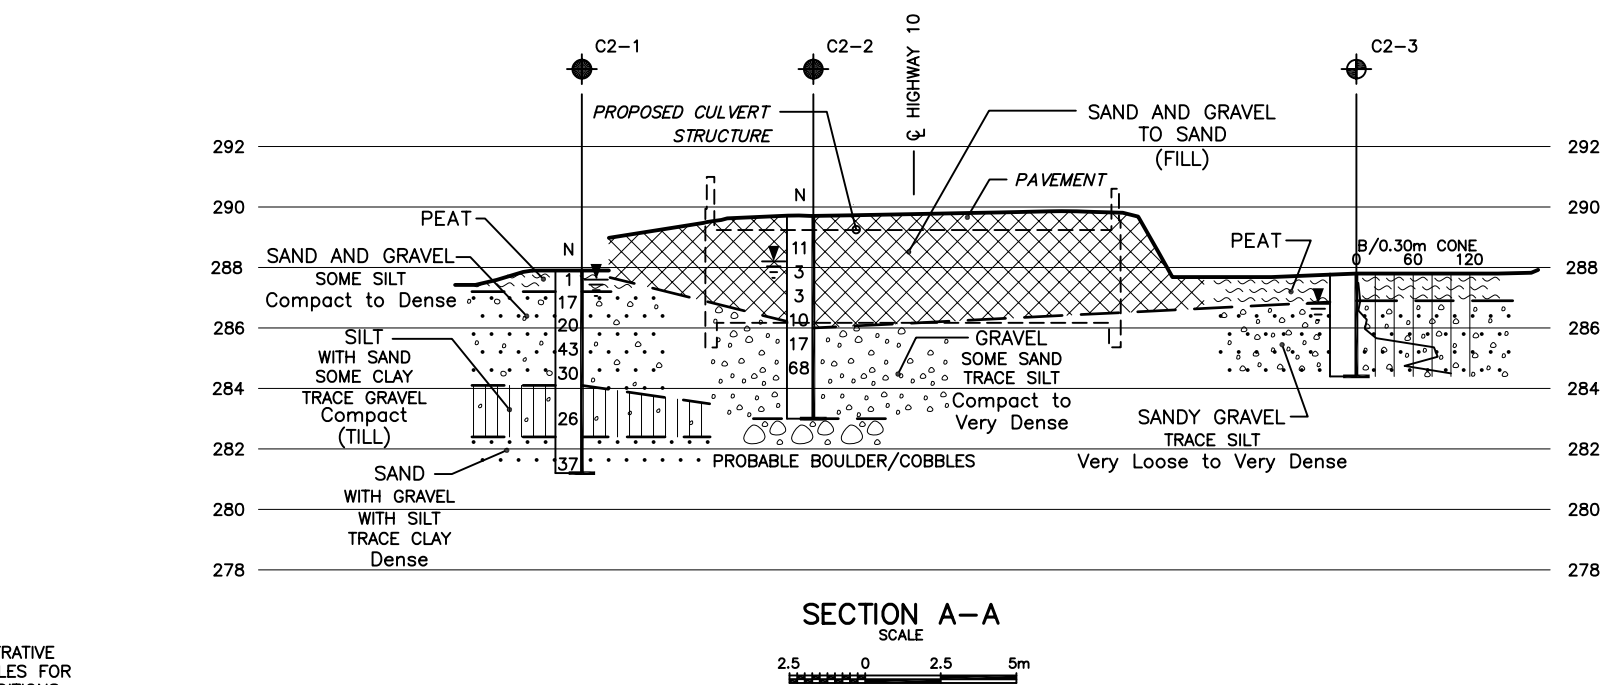 C2-1
C2-2
C2-3
℄ HIGHWAY 10
PROPOSED CULVERT
STRUCTURE
SAND AND GRAVEL
TO SAND
(FILL)
292
292
PAVEMENT
N
290
290
PEAT
PEAT
N
11
3
3
10
17
68
B/0.30m CONE
0 60 120
SAND AND GRAVEL
SOME SILT
Compact to Dense
288
288
1
17
20
43
30
26
37
286
286
SILT
WITH SAND
SOME CLAY
TRACE GRAVEL
Compact
(TILL)
GRAVEL
SOME SAND
TRACE SILT
Compact to
Very Dense
284
284
SANDY GRAVEL
TRACE SILT
Very Loose to Very Dense
282
282
PROBABLE BOULDER/COBBLES
SAND
WITH GRAVEL
WITH SILT
TRACE CLAY
Dense
280
280
278
278
SECTION A-A
SCALE
2.5 0 2.5 5m
TRATIVE
LES FOR